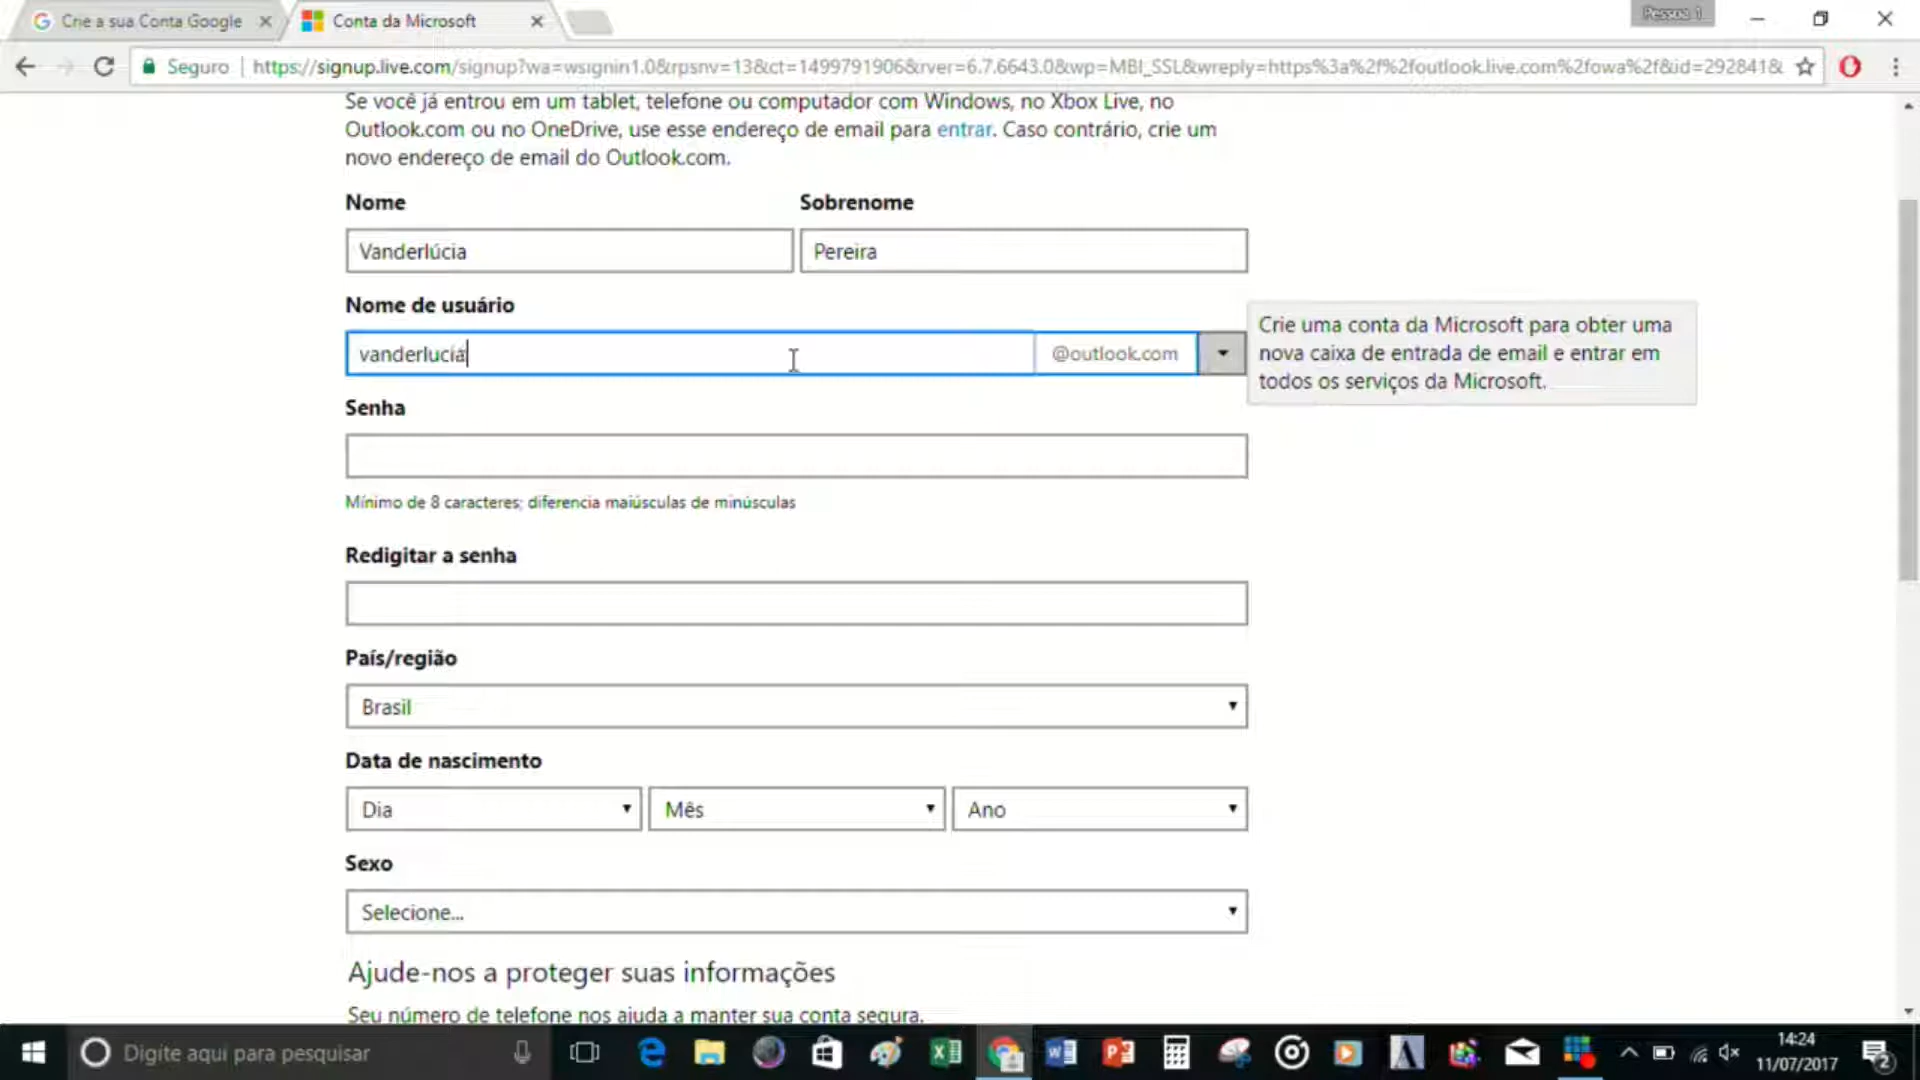 Crie a sua Conta Google
Conta da Microsoft
Pessoa 1
Seguro
https://signup.live.com/signup?wa=wsignin1.0&rpsnv=13&ct=1499791906&rver=6.7.6643.0&wp=MBI_SSL&wreply=https%3a%2f%2foutlook.live.com%2fowa%2f&id=292841&
Se você já entrou em um tablet, telefone ou computador com Windows, no Xbox Live, no
Outlook.com ou no OneDrive, use esse endereço de email para entrar. Caso contrário, crie um
novo endereço de email do Outlook.com.
Nome
Sobrenome
Vanderlúcia
Pereira
Nome de usuário
vanderlucia
@outlook.com
Crie uma conta da Microsoft para obter uma
nova caixa de entrada de email e entrar em
todos os serviços da Microsoft.
Senha
Mínimo de 8 caracteres; diferencia maiúsculas de minúsculas
Redigitar a senha
País/região
Brasil
Data de nascimento
Dia
Mês
Ano
Sexo
Selecione...
Ajude-nos a proteger suas informações
Seu número de telefone nos ajuda a manter sua conta segura.
Digite aqui para pesquisar
14:24
11/07/2017
2